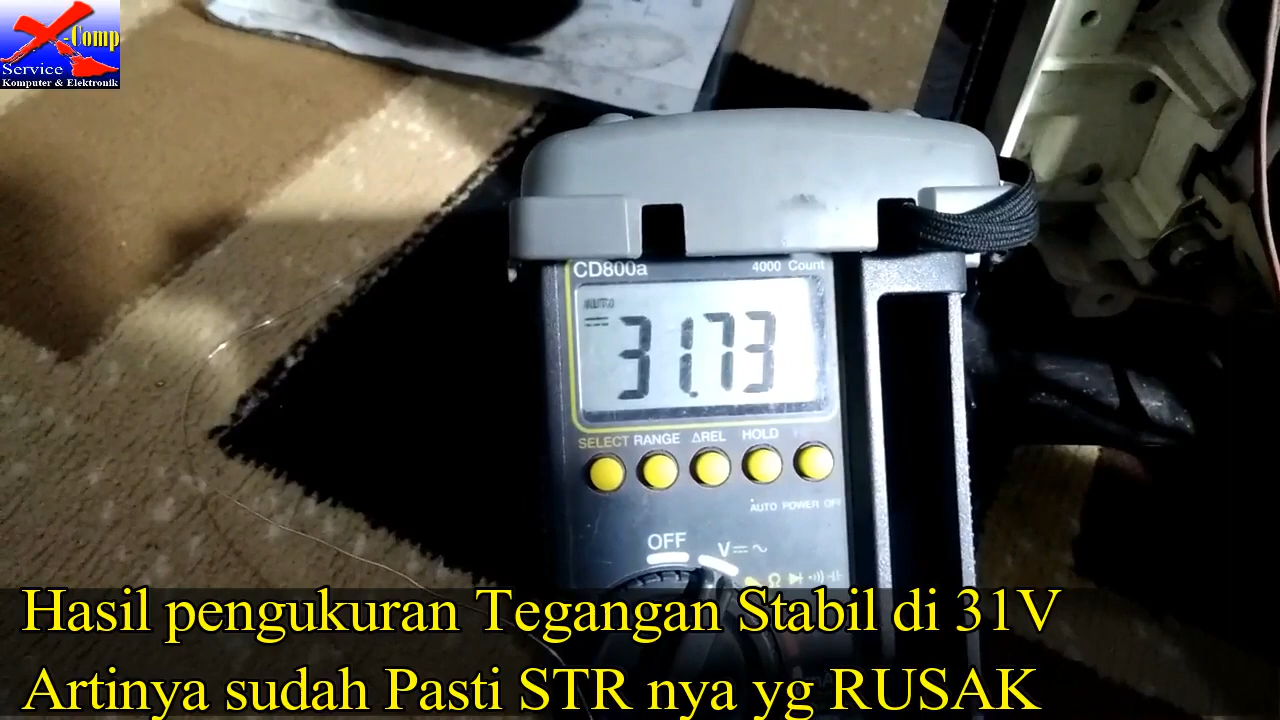 X-Comp
Service
Komputer & Elektronik
CD800a
4000 Count
AUTO
31.73
SELECT RANGE ΔREL HOLD
AUTO POWER OFF
OFF
V
Ω
Hasil pengukuran Tegangan Stabil di 31V
Artinya sudah Pasti STR nya yg RUSAK